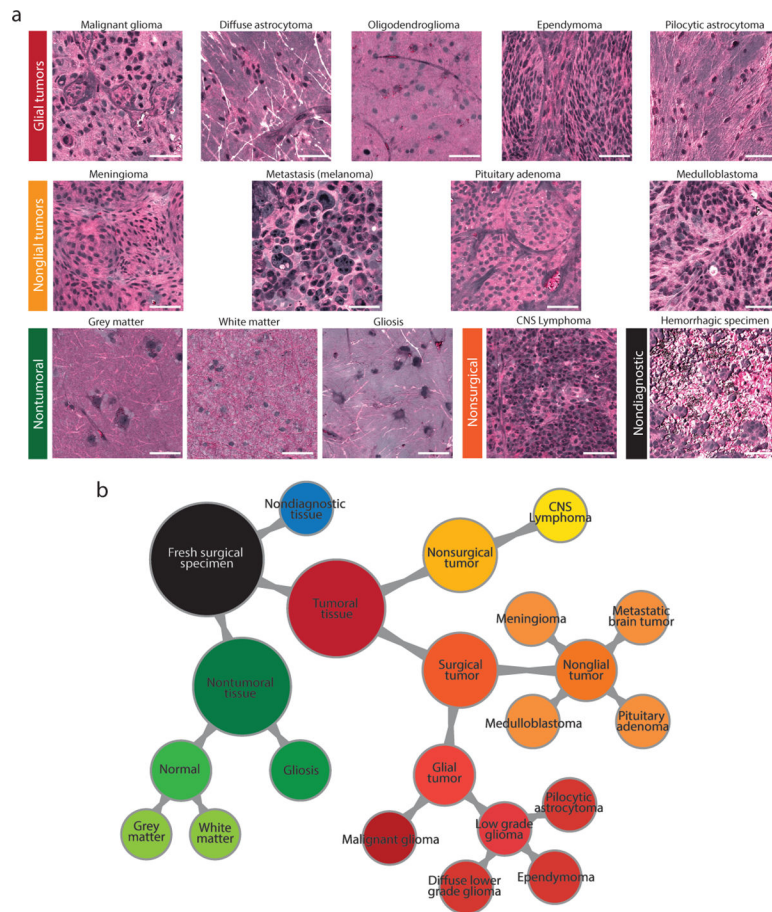 a
Malignant glioma
Diffuse astrocytoma
Oligodendroglioma
Ependymoma
Pilocytic astrocytoma
Glial tumors
Meningioma
Metastasis (melanoma)
Pituitary adenoma
Medulloblastoma
Nonglial tumors
Grey matter
White matter
Gliosis
CNS Lymphoma
Hemorrhagic specimen
Nontumoral
Nonsurgical
Nondiagnostic
b
Nondiagnostic
tissue
CNS
Lymphoma
Fresh surgical
specimen
Nonsurgical
tumor
Tumoral
tissue
Meningioma
Metastatic
brain tumor
Surgical
tumor
Nonglial
tumor
Nontumoral
tissue
Medulloblastoma
Pituitary
adenoma
Normal
Gliosis
Glial
tumor
Pilocytic
astrocytoma
Grey
matter
White
matter
Malignant glioma
Low grade
glioma
Diffuse lower
grade glioma
Ependymoma